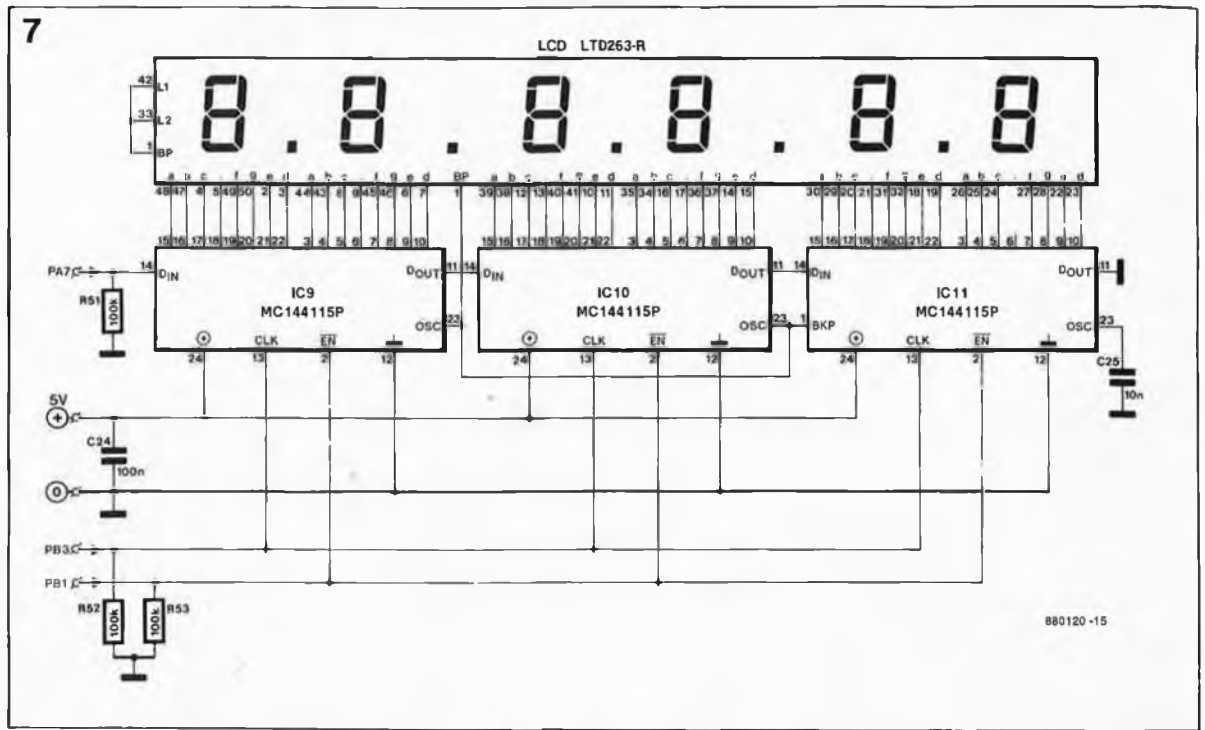 7
LCD LTD263-R
42 L1
33 L2
1 BP
BP
48 47 4 5 49 50 2 3 44 43 8 9 45 46 6 7 1 39 38 12 13 40 41 10 11 35 34 16 17 36 37 14 15 30 29 20 21 31 32 18 19 26 25 24 27 28 22 23
15 16 17 18 19 20 21 22 3 4 5 6 7 8 9 10 15 16 17 18 19 20 21 22 3 4 5 6 7 8 9 10 15 16 17 18 19 20 21 22 3 4 5 6 7 8 9 10
PA7 14 DIN DOUT 11 14 DIN DOUT 11 14 DIN DOUT 11
R51 100k
IC9 IC10 IC11
MC144115P MC144115P MC144115P
OSC 23 OSC 23 1 BKP OSC 23
+ CLK EN + CLK EN + CLK EN
24 13 2 12 24 13 2 12 24 13 2 12
C25
10n
5V
+
C24
100n
0
PB3
PB1
R52 100k R53 100k
880120-15